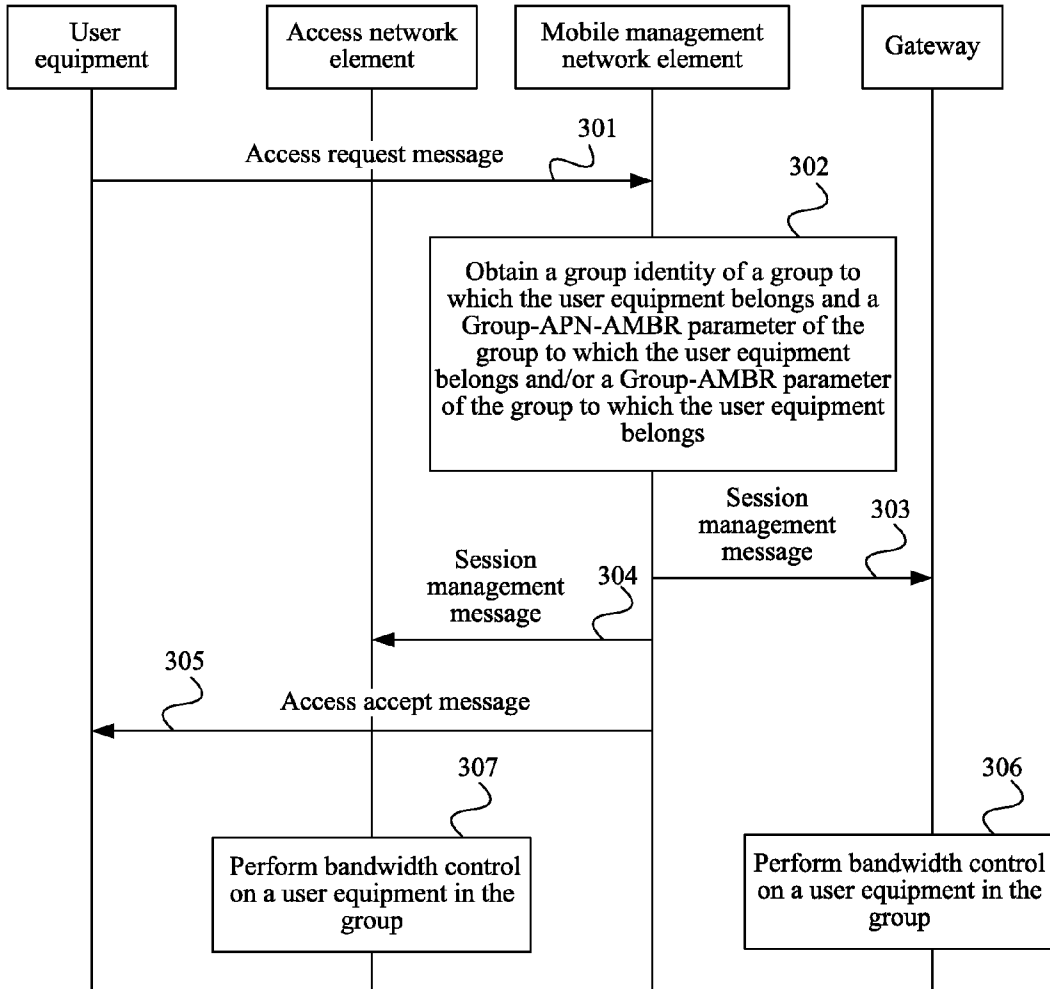 User
equipment
Access network
element
Mobile management
network element
Gateway
301
Access request message
302
Obtain a group identity of a group to
which the user equipment belongs and a
Group-APN-AMBR parameter of the
group to which the user equipment
belongs and/or a Group-AMBR parameter
of the group to which the user equipment
belongs
Session
management
message
303
Session
management
message
304
305
Access accept message
307
306
Perform bandwidth control
on a user equipment in the
group
Perform bandwidth control
on a user equipment in the
group